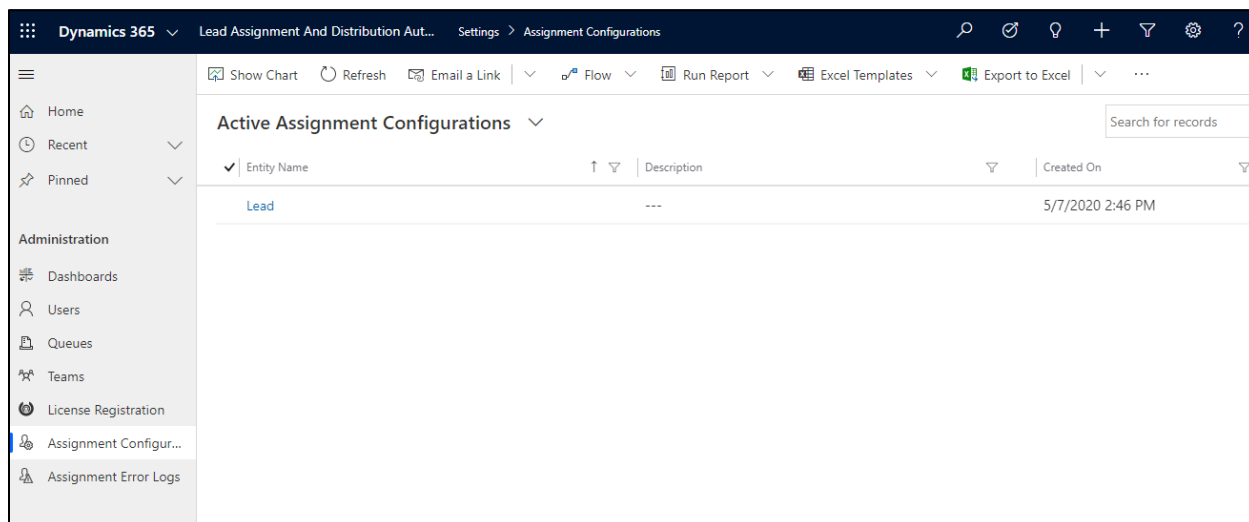 Dynamics 365 Lead Assignment And Distribution Aut... Settings > Assignment Configurations ?
Show Chart Refresh Email a Link Flow Run Report Excel Templates Export to Excel ...
Home
Recent
Pinned
Administration
Dashboards
Users
Queues
Teams
License Registration
Assignment Configur...
Assignment Error Logs
Active Assignment Configurations
Search for records
Entity Name Description Created On
Lead --- 5/7/2020 2:46 PM